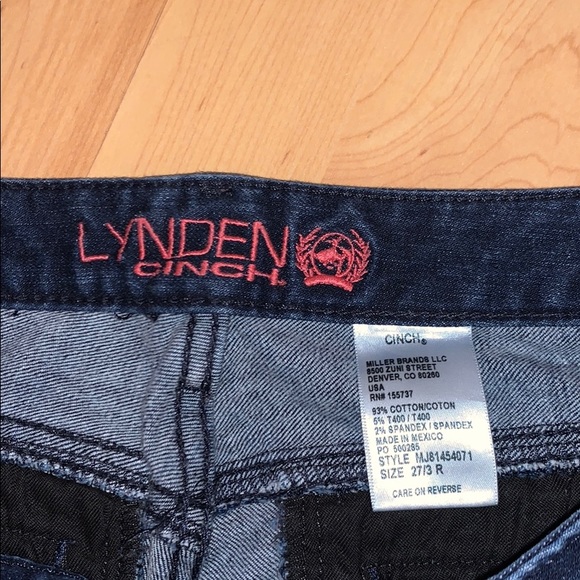 LYNDEN
CINCH.
CINCH®
MILLER BRANDS LLC
8500 ZUNI STREET
DENVER, CO 80260
USA
RN# 155737
93% COTTON/COTON
5% T400 / T400
2% SPANDEX / SPANDEX
MADE IN MEXICO
PO 500285
STYLE MJ81454071
SIZE 27/3 R
CARE ON REVERSE